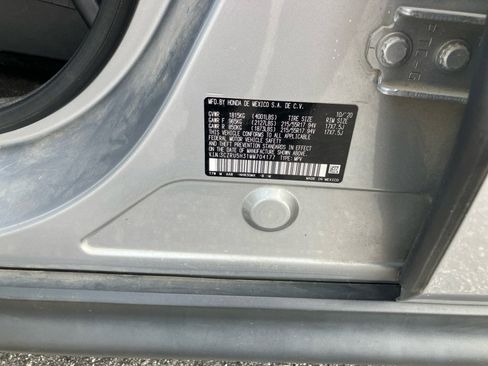 MFD. BY HONDA DE MEXICO S.A. DE C.V. 10/'20
GVWR 1815KG (4001LBS) TIRE SIZE RIM SIZE
GAWR F 965KG (2127LBS) 215/55R17 94V 17X7.5J
GAWR R 850KG (1873LBS) 215/55R17 94V 17X7.5J
THIS VEHICLE CONFORMS TO ALL APPLICABLE
FEDERAL MOTOR VEHICLE SAFETY AND
THEFT PREVENTION STANDARDS IN EFFECT ON
THE DATE OF MANUFACTURE SHOWN ABOVE.
V.I.N: 3CZRU5H31MM704177 TYPE: MPV
MADE IN MEXICO